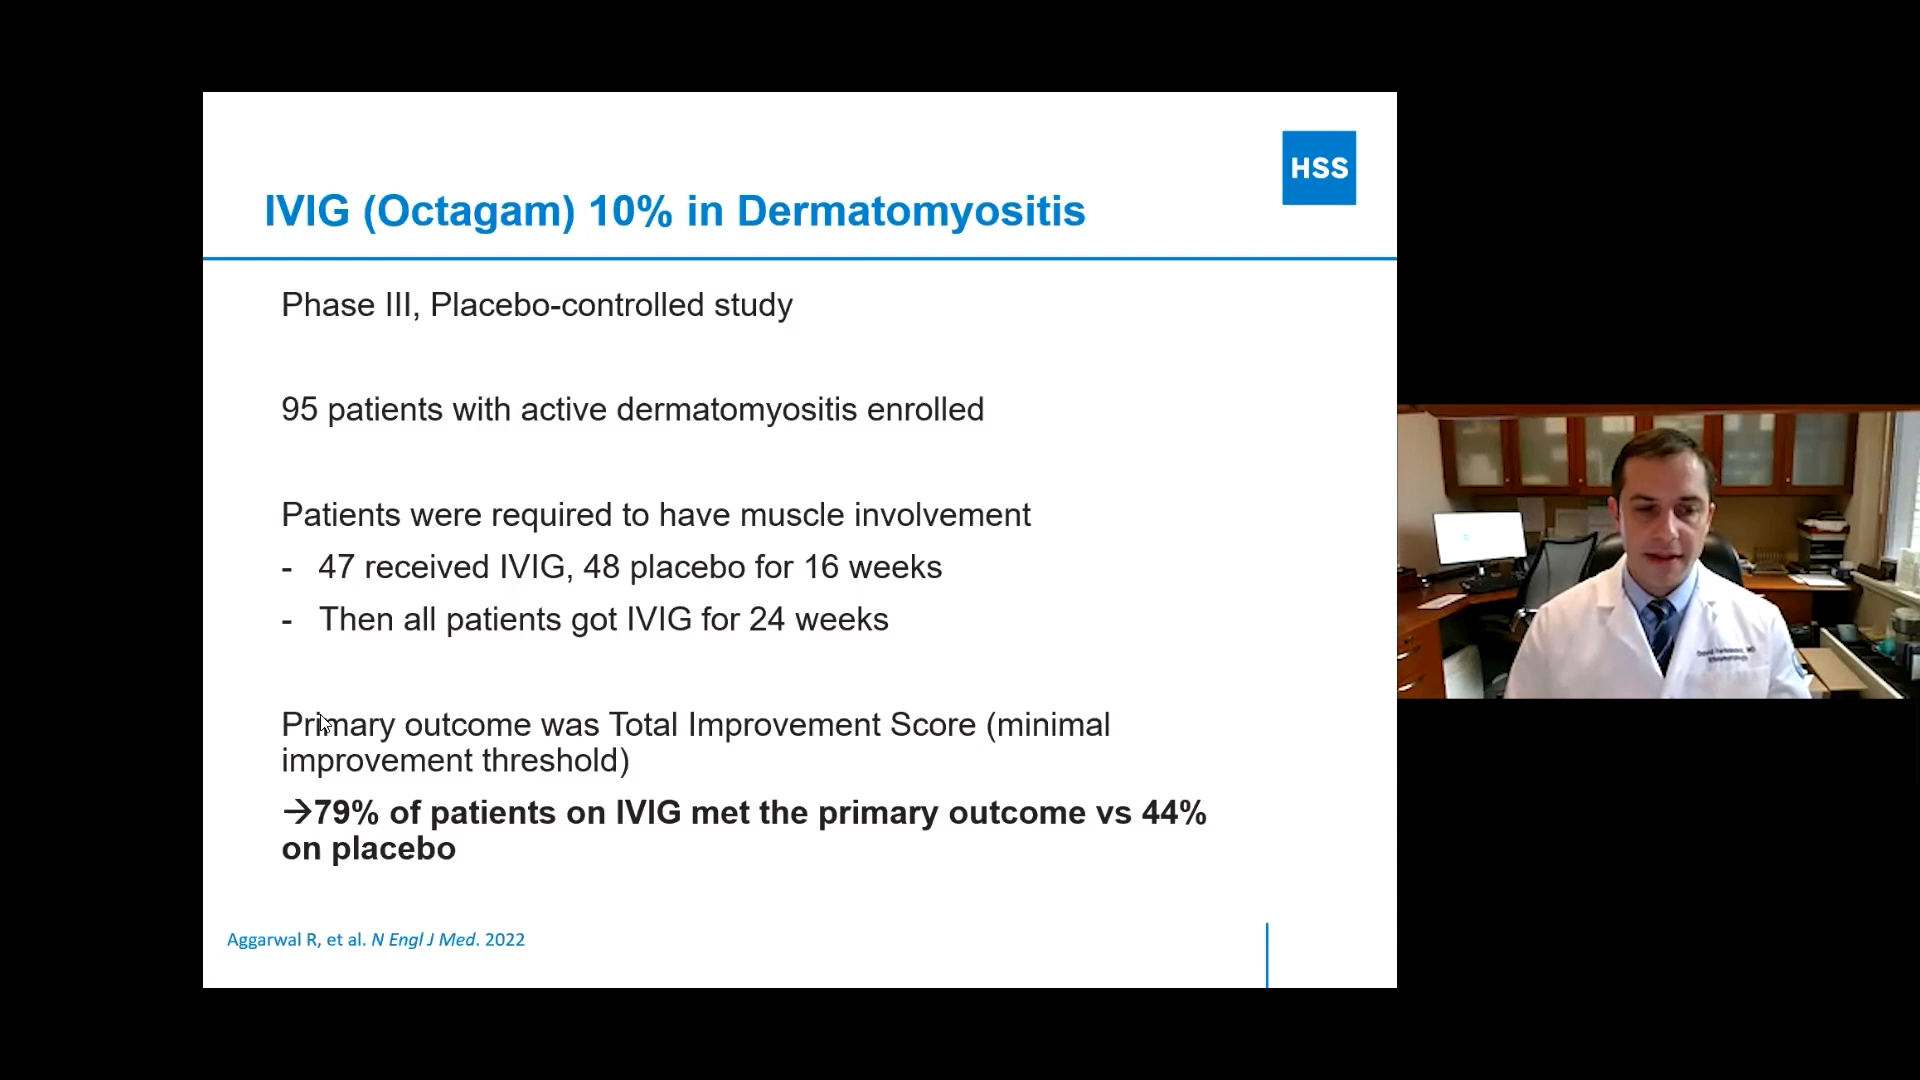 HSS
IVIG (Octagam) 10% in Dermatomyositis
Phase III, Placebo-controlled study
95 patients with active dermatomyositis enrolled
Patients were required to have muscle involvement
- 47 received IVIG, 48 placebo for 16 weeks
- Then all patients got IVIG for 24 weeks
Primary outcome was Total Improvement Score (minimal
improvement threshold)
→79% of patients on IVIG met the primary outcome vs 44%
on placebo
Aggarwal R, et al. N Engl J Med. 2022
David